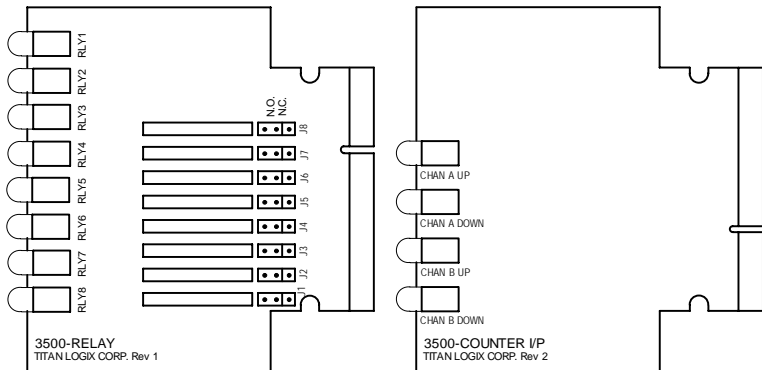 RLY1
RLY2
RLY3
RLY4
RLY5
RLY6
RLY7
RLY8
N.O.
N.C.
J8
J7
J6
J5
J4
J3
J2
J1
3500-RELAY
TITAN LOGIX CORP. Rev 1
CHAN A UP
CHAN A DOWN
CHAN B UP
CHAN B DOWN
3500-COUNTER I/P
TITAN LOGIX CORP. Rev 2